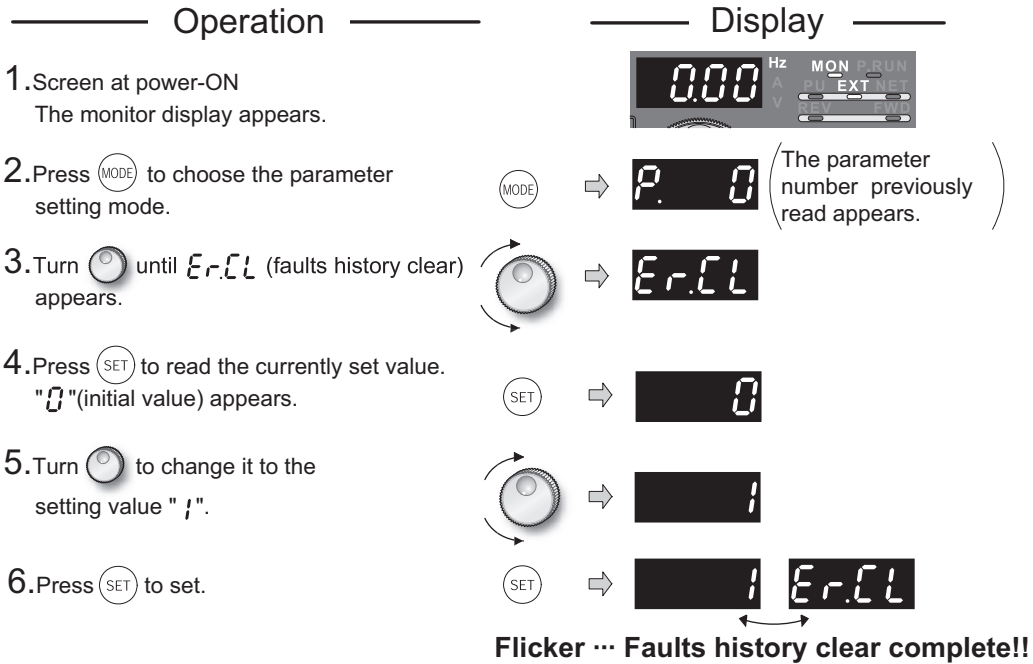 Operation
Display
1.Screen at power-ON
The monitor display appears.
0.00
Hz
A
V
MON P.RUN
PU EXT NET
REV FWD
2.Press MODE to choose the parameter
setting mode.
MODE
P. 0
The parameter
number previously
read appears.
3.Turn until Er.CL (faults history clear)
appears.
Er.CL
4.Press SET to read the currently set value.
"0"(initial value) appears.
SET
0
5.Turn to change it to the
setting value " 1".
1
6.Press SET to set.
SET
1 Er.CL
Flicker ··· Faults history clear complete!!